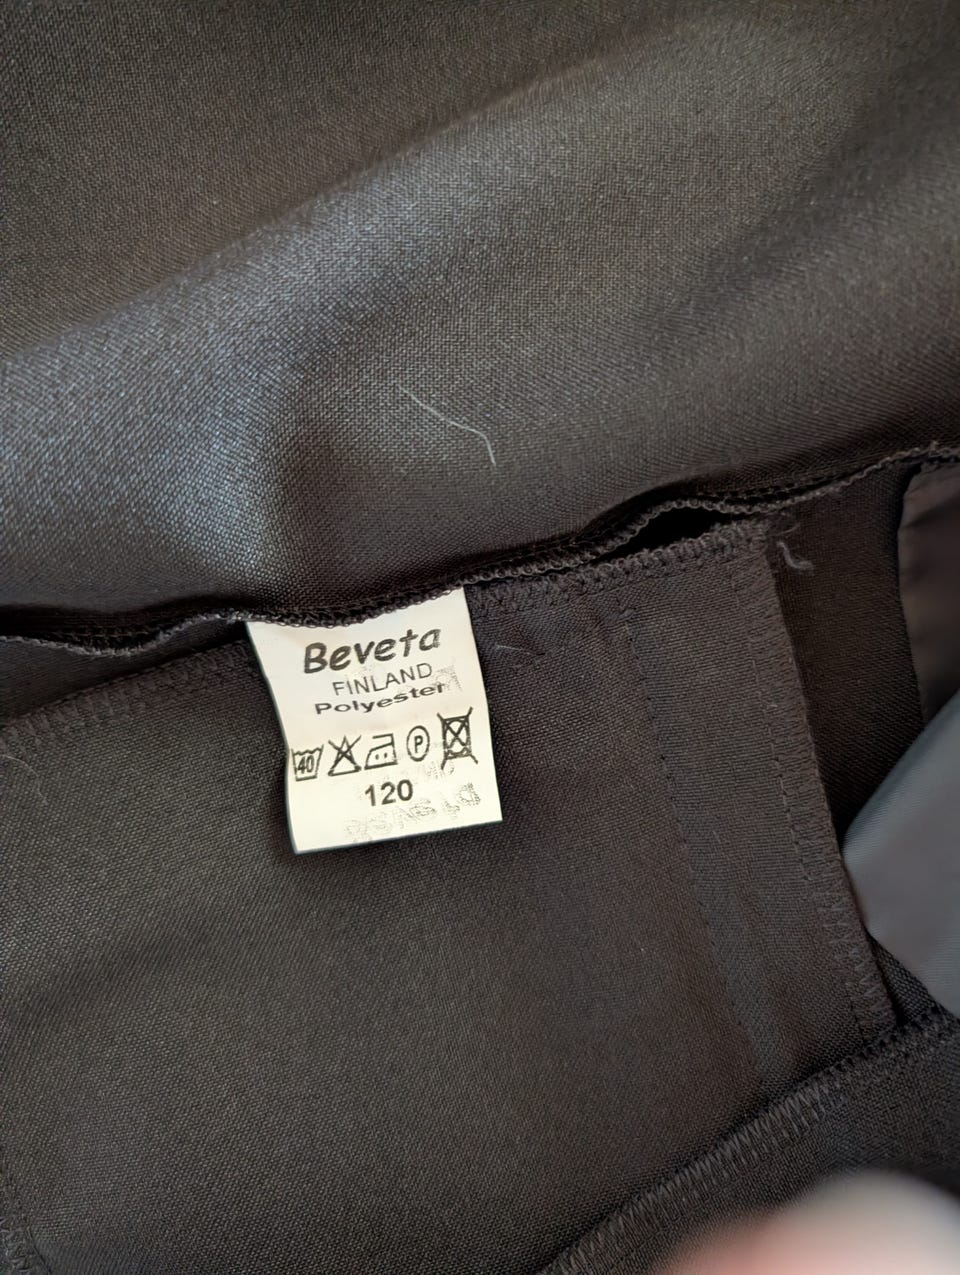 Beveta
FINLAND
Polyester
40 P
120